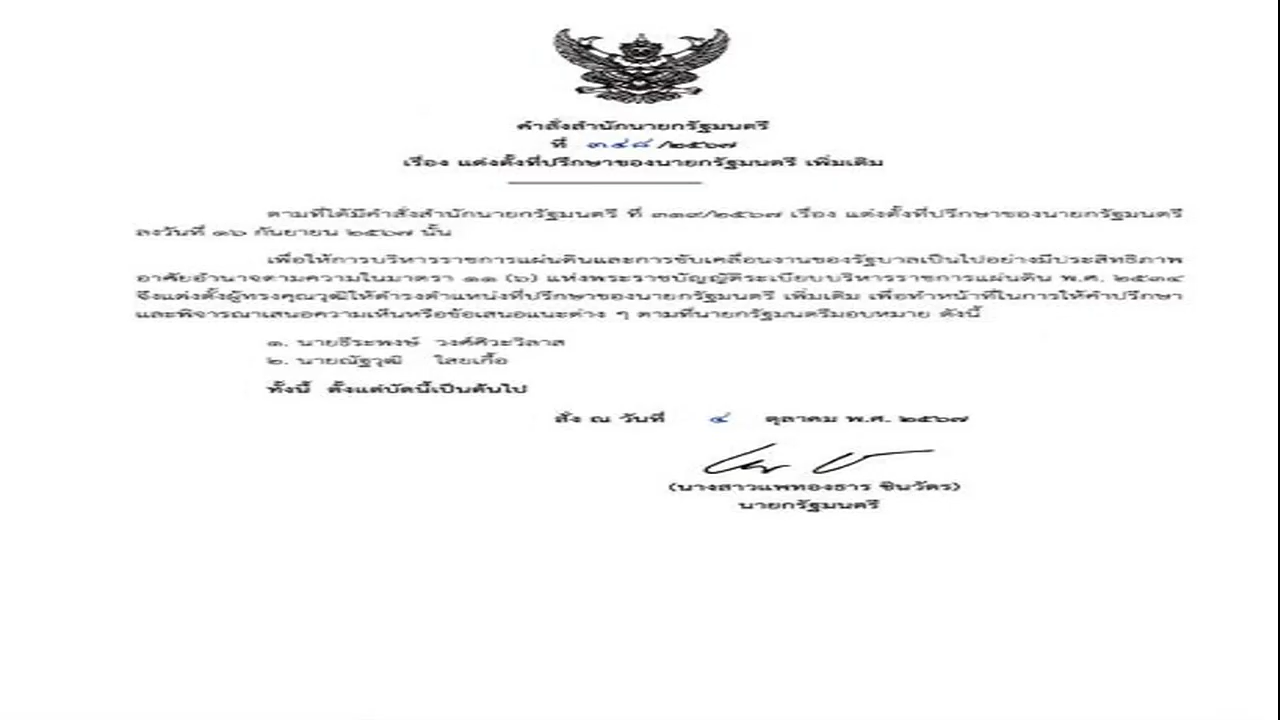 คำสั่งสำนักนายกรัฐมนตรี
ที่ ๓๔๘ /๒๕๖๗
เรื่อง แต่งตั้งที่ปรึกษาของนายกรัฐมนตรี เพิ่มเติม
ตามที่ได้มีคำสั่งสำนักนายกรัฐมนตรี ที่ ๓๑๙/๒๕๖๗ เรื่อง แต่งตั้งที่ปรึกษาของนายกรัฐมนตรี
ลงวันที่ ๑๖ กันยายน ๒๕๖๗ นั้น
เพื่อให้การบริหารราชการแผ่นดินและการขับเคลื่อนงานของรัฐบาลเป็นไปอย่างมีประสิทธิภาพ
อาศัยอำนาจตามความในมาตรา ๑๑ (๖) แห่งพระราชบัญญัติระเบียบบริหารราชการแผ่นดิน พ.ศ. ๒๕๓๔
จึงแต่งตั้งผู้ทรงคุณวุฒิให้ดำรงตำแหน่งที่ปรึกษาของนายกรัฐมนตรี เพิ่มเติม เพื่อทำหน้าที่ในการให้คำปรึกษา
และพิจารณาเสนอความเห็นหรือข้อเสนอแนะต่าง ๆ ตามที่นายกรัฐมนตรีมอบหมาย ดังนี้
๑. นายธีระพงษ์ วงศ์ศิวะวิลาส
๒. นายณัฐวุฒิ ใสยเกื้อ
ทั้งนี้ ตั้งแต่บัดนี้เป็นต้นไป
สั่ง ณ วันที่ ๔ ตุลาคม พ.ศ. ๒๕๖๗
(นางสาวแพทองธาร ชินวัตร)
นายกรัฐมนตรี